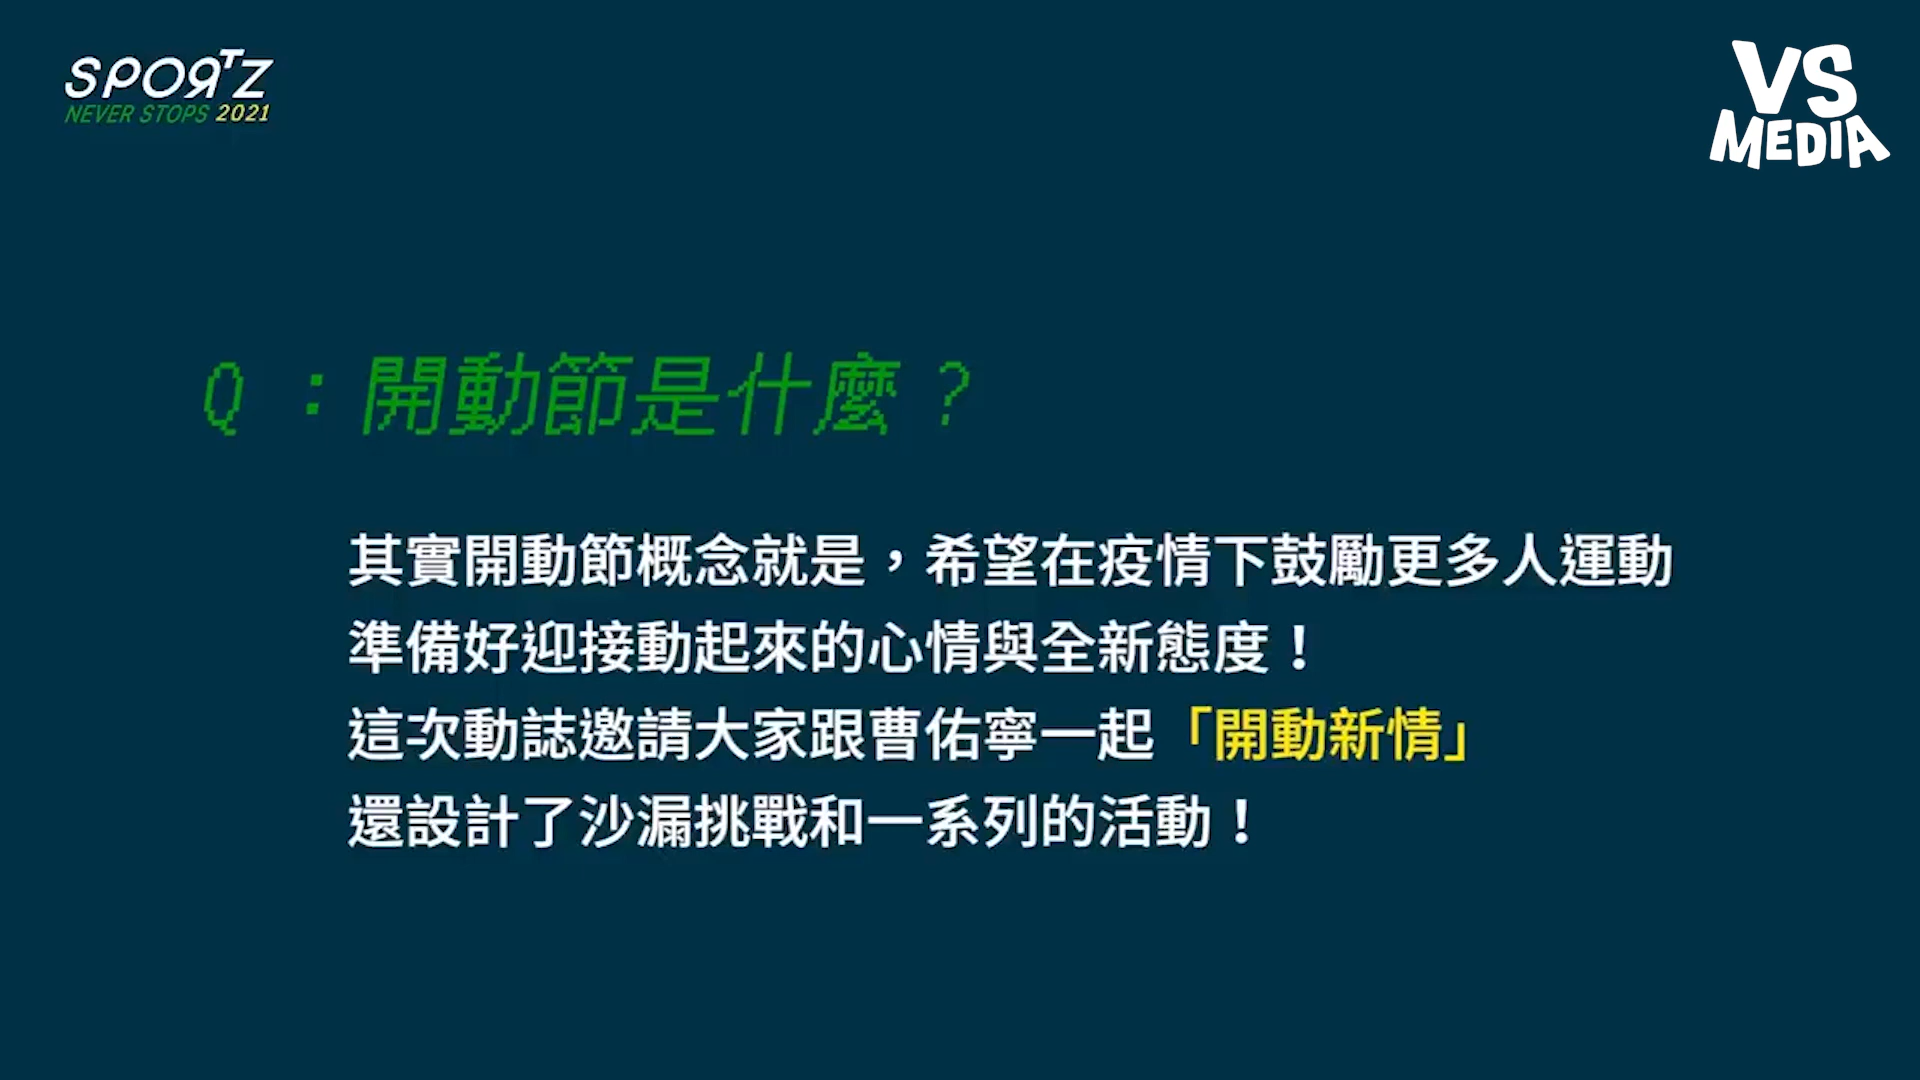 SPORTZ
NEVER STOPS 2021
VS
MEDIA
Q：開動節是什麼？
其實開動節概念就是，希望在疫情下鼓勵更多人運動
準備好迎接動起來的心情與全新態度！
這次動誌邀請大家跟曹佑寧一起「開動新情」
還設計了沙漏挑戰和一系列的活動！